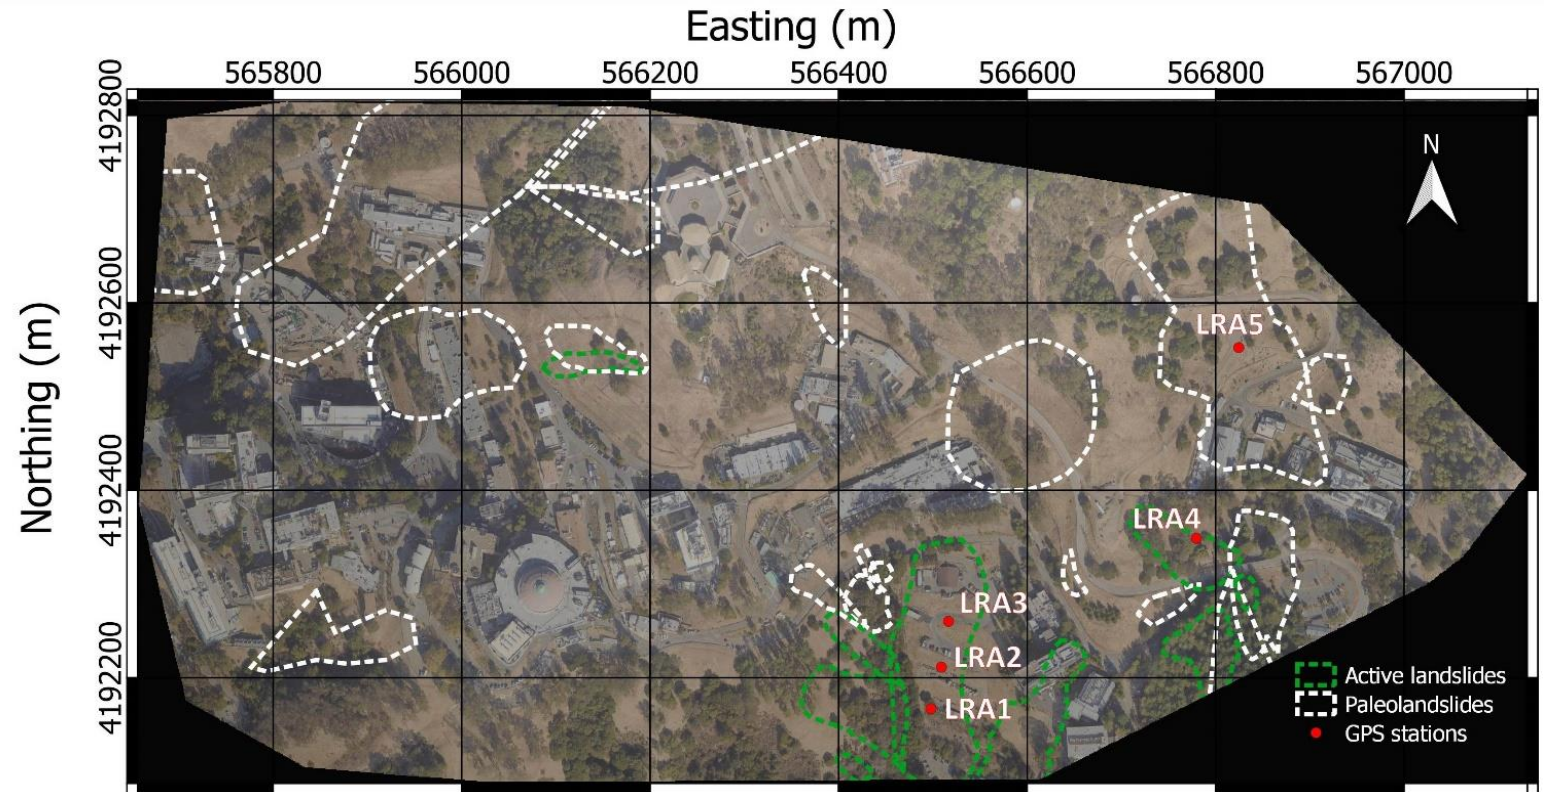 Easting (m)
565800 566000 566200 566400 566600 566800 567000
Northing (m)
4192800
4192600
4192400
4192200
N
LRA5
LRA4
LRA3
LRA2
LRA1
Active landslides
Paleolandslides
GPS stations